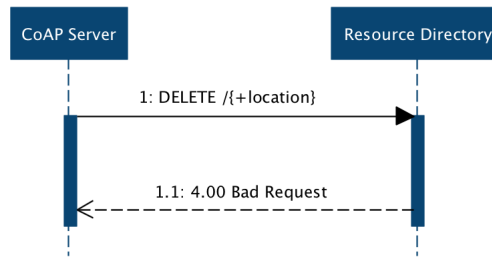 CoAP Server
Resource Directory
1: DELETE /{+location}
1.1: 4.00 Bad Request